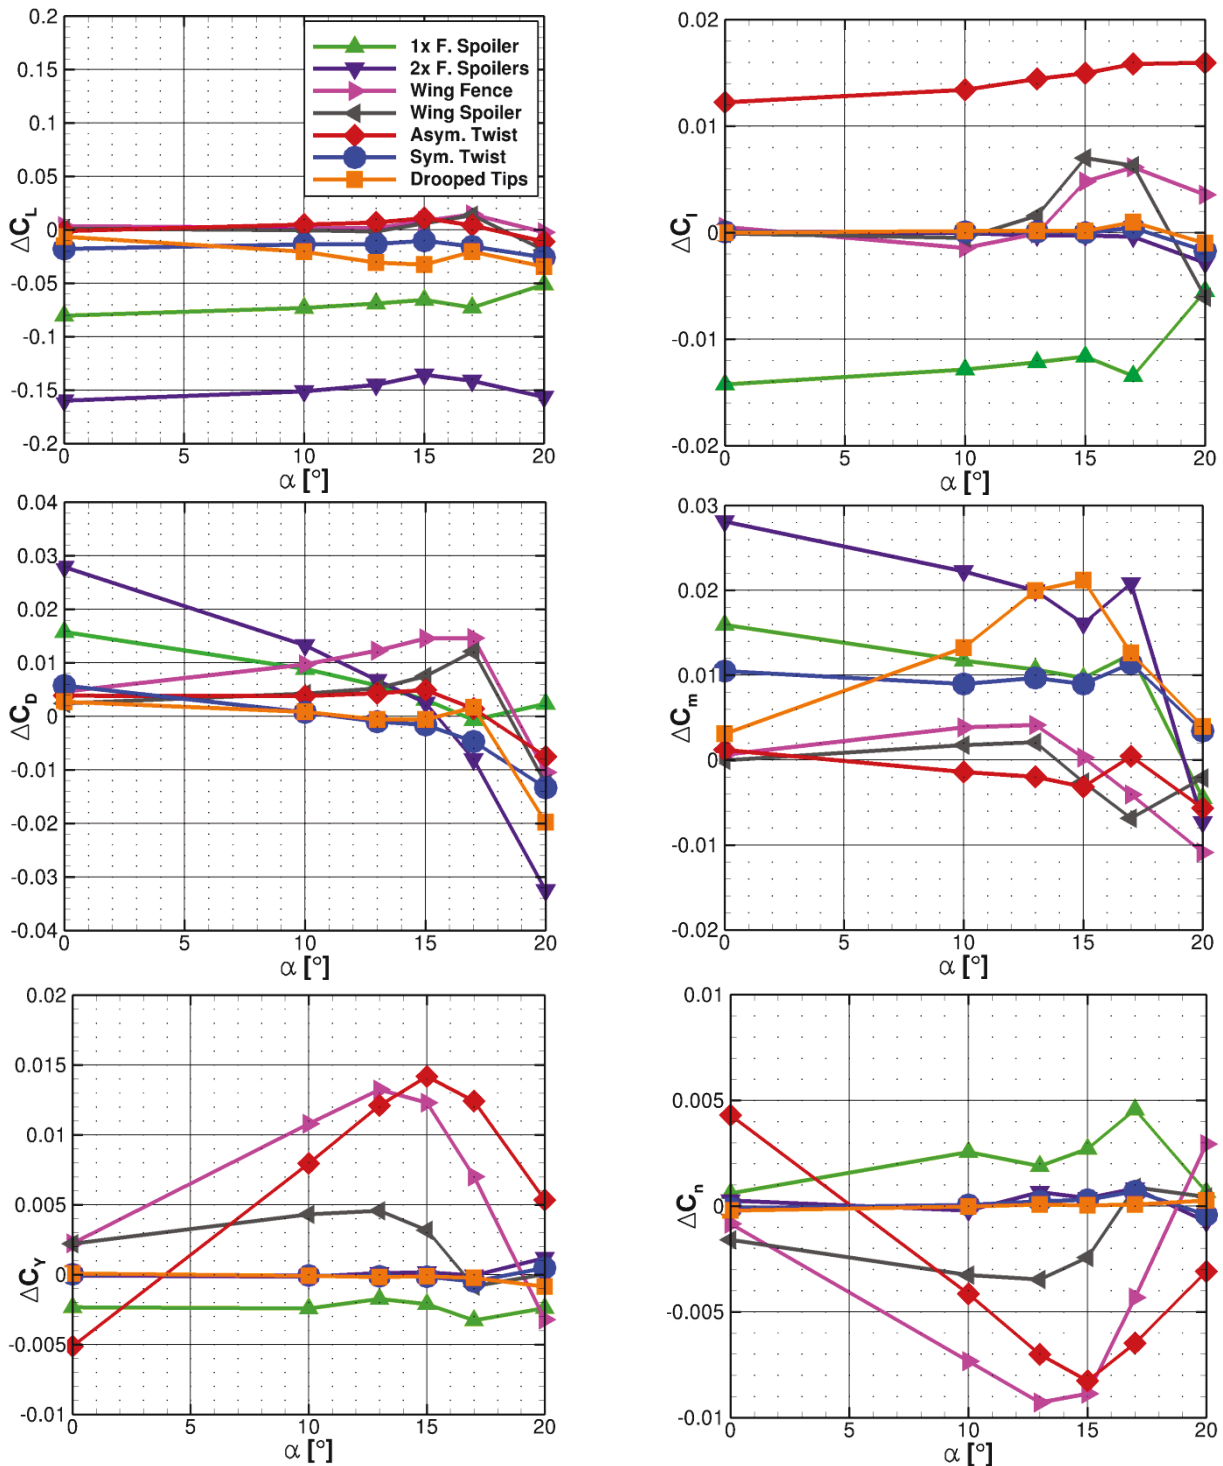 0.2
0.15
0.1
0.05
0
-0.05
-0.1
-0.15
-0.2
ΔC_L
0 5 10 15 20
α [°]
1x F. Spoiler
2x F. Spoilers
Wing Fence
Wing Spoiler
Asym. Twist
Sym. Twist
Drooped Tips
0.02
0.01
0
-0.01
-0.02
ΔC_l
0 5 10 15 20
α [°]
0.04
0.03
0.02
0.01
0
-0.01
-0.02
-0.03
-0.04
ΔC_D
0 5 10 15 20
α [°]
0.03
0.02
0.01
0
-0.01
-0.02
ΔC_m
0 5 10 15 20
α [°]
0.02
0.015
0.01
0.005
0
-0.005
-0.01
ΔC_Y
0 5 10 15 20
α [°]
0.01
0.005
0
-0.005
-0.01
ΔC_n
0 5 10 15 20
α [°]